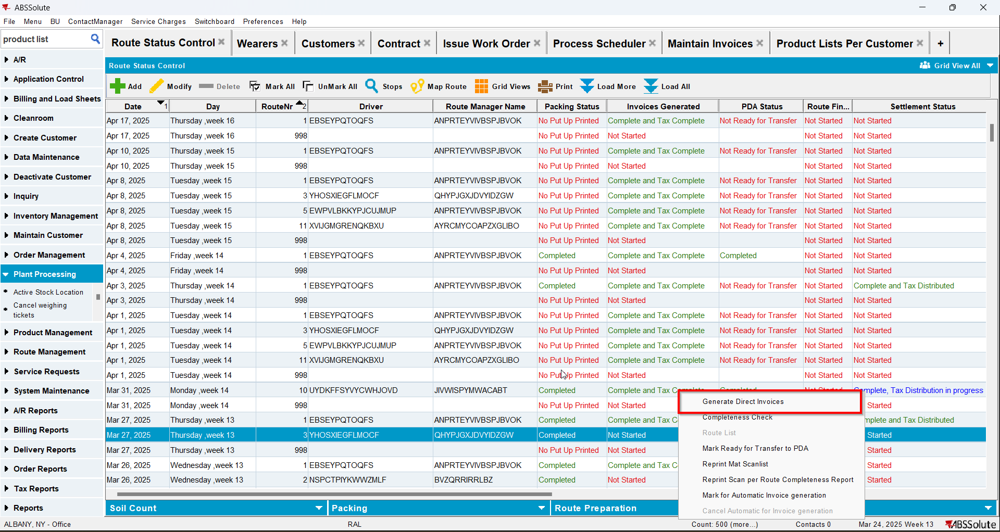 ABSSolute
File Menu BU ContactManager Service Charges Switchboard Preferences Help
product list
Route Status Control Wearers Customers Contract Issue Work Order Process Scheduler Maintain Invoices Product Lists Per Customer +
Route Status Control Grid View All
Add Modify Delete Mark All UnMark All Stops Map Route Grid Views Print Load More Load All
A/R
Application Control
Billing and Load Sheets
Cleanroom
Create Customer
Data Maintenance
Deactivate Customer
Inquiry
Inventory Management
Maintain Customer
Order Management
Plant Processing
Active Stock Location
Cancel weighing
tickets
Product Management
Route Management
Service Requests
System Maintenance
A/R Reports
Billing Reports
Delivery Reports
Order Reports
Tax Reports
Reports
Date 1 Day RouteNr 2 Driver Route Manager Name Packing Status Invoices Generated PDA Status Route Fin... Settlement Status
Apr 17, 2025 Thursday ,week 16 1 EBSEYPQTOQFS ANPRTEYVIVBSPJBVOK No Put Up Printed Complete and Tax Complete Not Ready for Transfer Not Started Not Started
Apr 17, 2025 Thursday ,week 16 998 No Put Up Printed Not Started Not Started Not Started
Apr 10, 2025 Thursday ,week 15 1 EBSEYPQTOQFS ANPRTEYVIVBSPJBVOK No Put Up Printed Complete and Tax Complete Not Ready for Transfer Not Started Not Started
Apr 10, 2025 Thursday ,week 15 998 No Put Up Printed Not Started Not Started Not Started
Apr 8, 2025 Tuesday ,week 15 1 EBSEYPQTOQFS ANPRTEYVIVBSPJBVOK No Put Up Printed Complete and Tax Complete Not Ready for Transfer Not Started Not Started
Apr 8, 2025 Tuesday ,week 15 3 YHOSXIEGFLMOCF QHYPJGXJDVYIDZGW No Put Up Printed Complete and Tax Complete Not Ready for Transfer Not Started Not Started
Apr 8, 2025 Tuesday ,week 15 5 EWPVLBKKYPJCUJMUP ANPRTEYVIVBSPJBVOK No Put Up Printed Complete and Tax Complete Not Ready for Transfer Not Started Not Started
Apr 8, 2025 Tuesday ,week 15 11 XVIJGMGRENQKBXU AYRCMYCOAPZXGLIBO No Put Up Printed Complete and Tax Complete Not Ready for Transfer Not Started Not Started
Apr 8, 2025 Tuesday ,week 15 998 No Put Up Printed Not Started Not Started Not Started
Apr 4, 2025 Friday ,week 14 1 EBSEYPQTOQFS ANPRTEYVIVBSPJBVOK Completed Complete and Tax Complete Completed Not Started Not Started
Apr 4, 2025 Friday ,week 14 998 No Put Up Printed Not Started Not Started Not Started
Apr 3, 2025 Thursday ,week 14 1 EBSEYPQTOQFS ANPRTEYVIVBSPJBVOK Completed Complete and Tax Complete Not Ready for Transfer Not Started Complete and Tax Distributed
Apr 3, 2025 Thursday ,week 14 998 No Put Up Printed Not Started Not Started Not Started
Apr 1, 2025 Tuesday ,week 14 1 EBSEYPQTOQFS ANPRTEYVIVBSPJBVOK No Put Up Printed Complete and Tax Complete Not Ready for Transfer Not Started Not Started
Apr 1, 2025 Tuesday ,week 14 3 YHOSXIEGFLMOCF QHYPJGXJDVYIDZGW No Put Up Printed Complete and Tax Complete Not Ready for Transfer Not Started Not Started
Apr 1, 2025 Tuesday ,week 14 5 EWPVLBKKYPJCUJMUP ANPRTEYVIVBSPJBVOK No Put Up Printed Complete and Tax Complete Not Ready for Transfer Not Started Not Started
Apr 1, 2025 Tuesday ,week 14 11 XVIJGMGRENQKBXU AYRCMYCOAPZXGLIBO No Put Up Printed Complete and Tax Complete Not Ready for Transfer Not Started Not Started
Apr 1, 2025 Tuesday ,week 14 998 No Put Up Printed Not Started Not Started Not Started
Mar 31, 2025 Monday ,week 14 10 UYDKFFSYVYCWHJOVD JIVWISPYMWACABT Completed Complete and Tax Complete Completed Not Started Complete, Tax Distribution in progress
Mar 31, 2025 Monday ,week 14 998 No Put Up Printed Not Started Started
Mar 27, 2025 Thursday ,week 13 1 EBSEYPQTOQFS ANPRTEYVIVBSPJBVOK Completed Complete and Tax C mplete and Tax Distributed
Mar 27, 2025 Thursday ,week 13 3 YHOSXIEGFLMOCF QHYPJGXJDVYIDZGW Completed Not Started Started
Mar 27, 2025 Thursday ,week 13 998 No Put Up Printed Not Started Started
Mar 26, 2025 Wednesday ,week 13 1 EBSEYPQTOQFS ANPRTEYVIVBSPJBVOK Completed Complete and Tax C Started
Mar 26, 2025 Wednesday ,week 13 2 NSPCTPIYKWWZMLF BVZQRRIRRLBZ Completed Not Started Started
Generate Direct Invoices
Completeness Check
Route List
Mark Ready for Transfer to PDA
Reprint Mat Scanlist
Reprint Scan per Route Completeness Report
Mark for Automatic Invoice generation
Cancel Automatic for Invoice generation
Soil Count Packing Route Preparation
ALBANY, NY - Office RAL Count: 500 (more...) Contacts 0 Mar 24, 2025 Week 13 ABSSolute